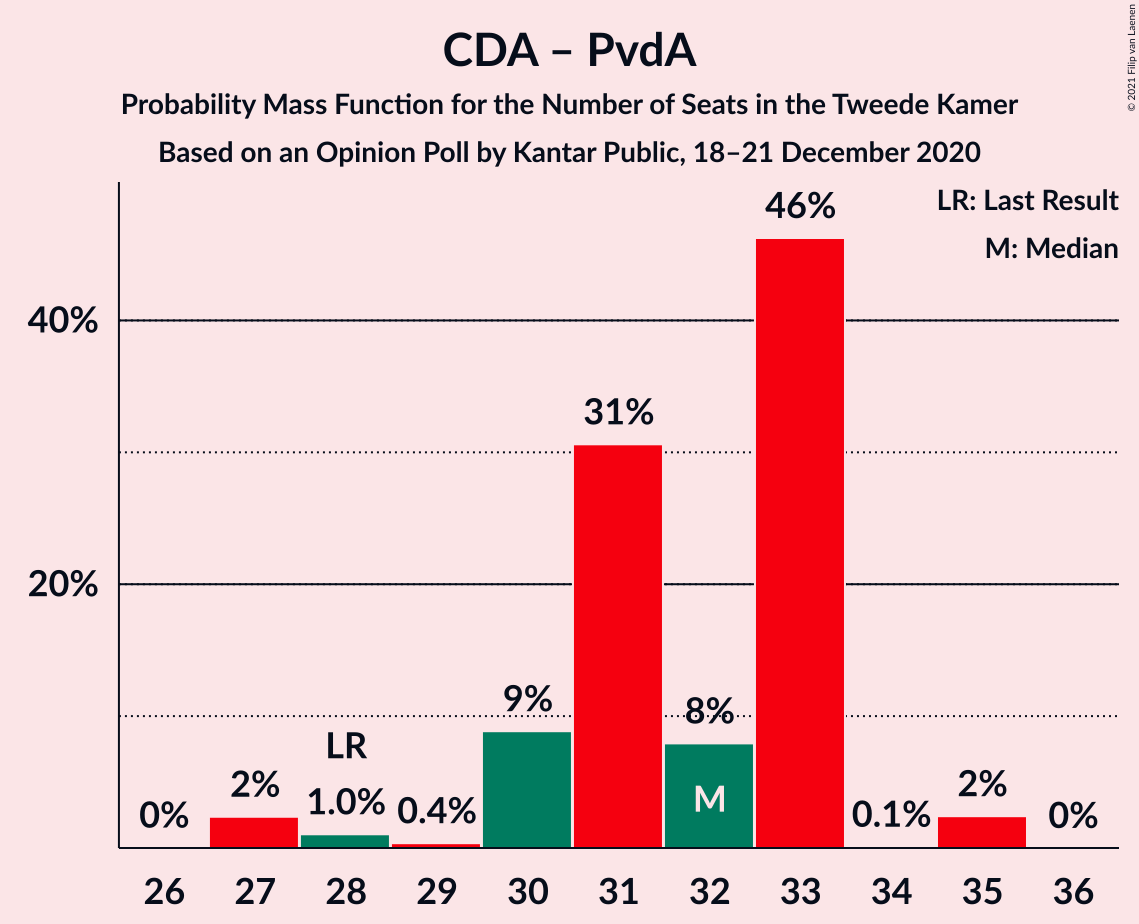 CDA – PvdA
Probability Mass Function for the Number of Seats in the Tweede Kamer
Based on an Opinion Poll by Kantar Public, 18–21 December 2020
© 2021 Filip van Laenen
LR: Last Result
M: Median
40%
20%
0%
2%
LR
1.0%
0.4%
9%
31%
8%
M
46%
0.1%
2%
0%
26 27 28 29 30 31 32 33 34 35 36